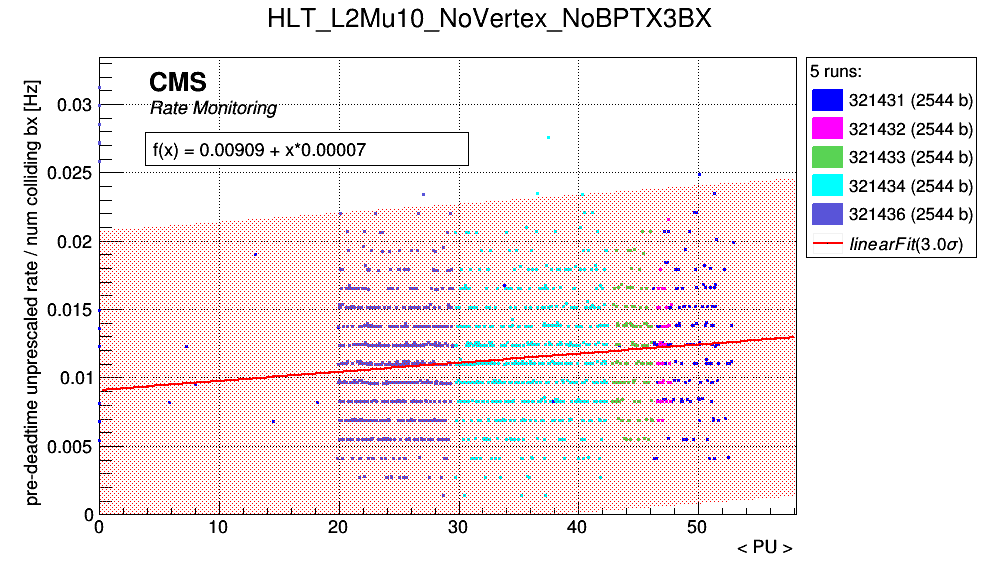 HLT_L2Mu10_NoVertex_NoBPTX3BX
pre-deadtime unprescaled rate / num colliding bx [Hz]
CMS
Rate Monitoring
f(x) = 0.00909 + x*0.00007
0.03
0.025
0.02
0.015
0.01
0.005
0
0 10 20 30 40 50
< PU >
5 runs:
321431 (2544 b)
321432 (2544 b)
321433 (2544 b)
321434 (2544 b)
321436 (2544 b)
linearFit(3.0σ)